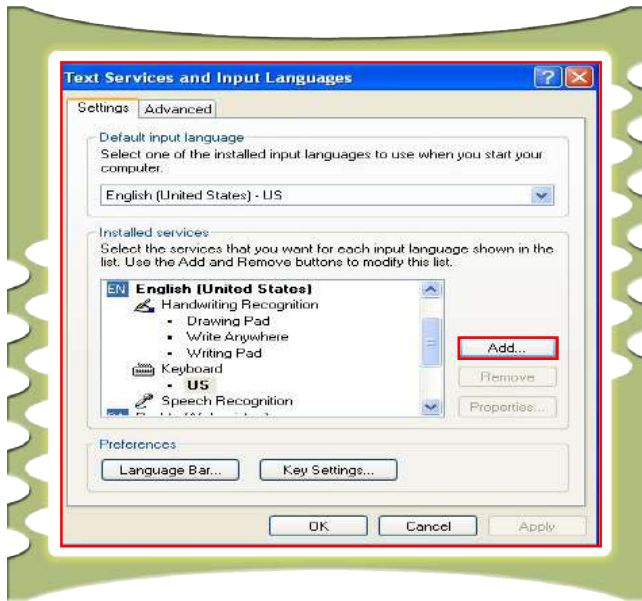 Text Services and Input Languages
Settings
Advanced
Default input language
Select one of the installed input languages to use when you start your
computer.
English (United States) - US
Installed services
Select the services that you want for each input language shown in the
list. Use the Add and Remove buttons to modify this list.
EN English (United States)
Handwriting Recognition
• Drawing Pad
• Write Anywhere
• Writing Pad
Keyboard
• US
Speech Recognition
Add...
Remove
Properties...
Preferences
Language Bar...
Key Settings...
OK
Cancel
Apply